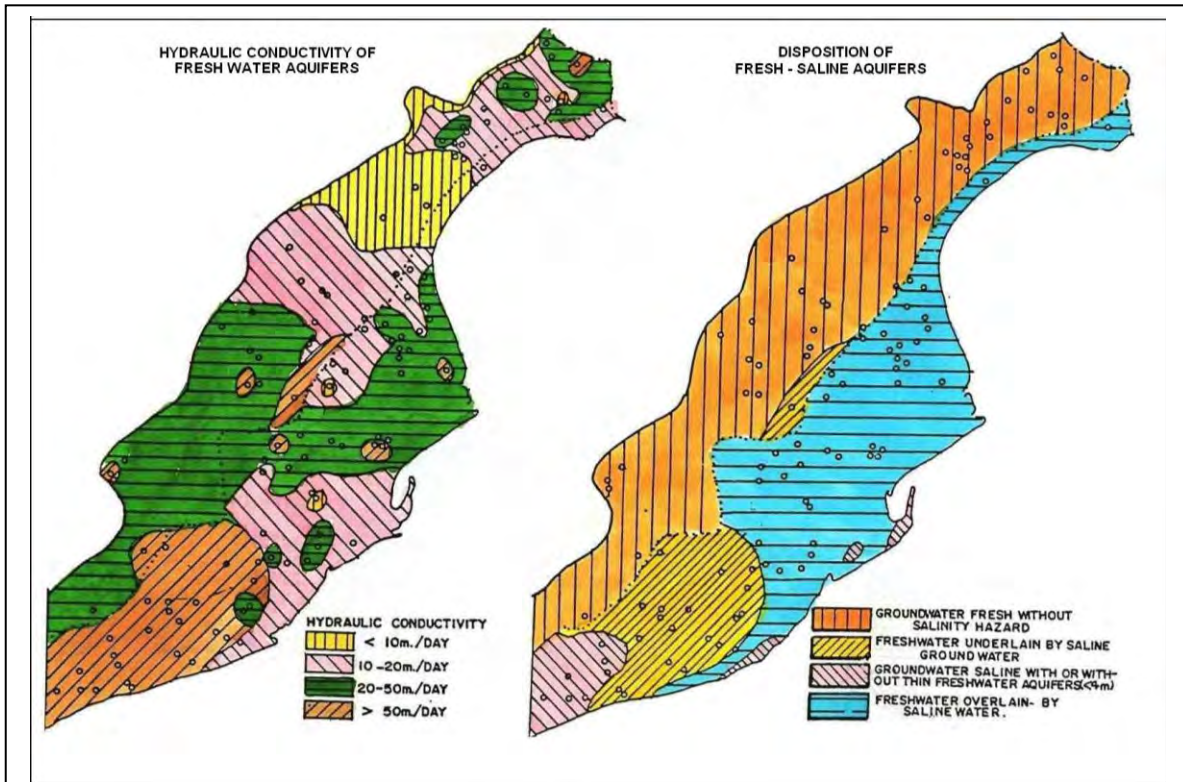 HYDRAULIC CONDUCTIVITY OF
FRESH WATER AQUIFERS
DISPOSITION OF
FRESH - SALINE AQUIFERS
HYDRAULIC CONDUCTIVITY
< 10m./DAY
10-20m./DAY
20-50m./DAY
> 50m./DAY
GROUNDWATER FRESH WITHOUT
SALINITY HAZARD
FRESHWATER UNDERLAIN BY SALINE
GROUND WATER
GROUNDWATER SALINE WITH OR WITH-
OUT THIN FRESHWATER AQUIFERS(<4m)
FRESHWATER OVERLAIN- BY
SALINE WATER.